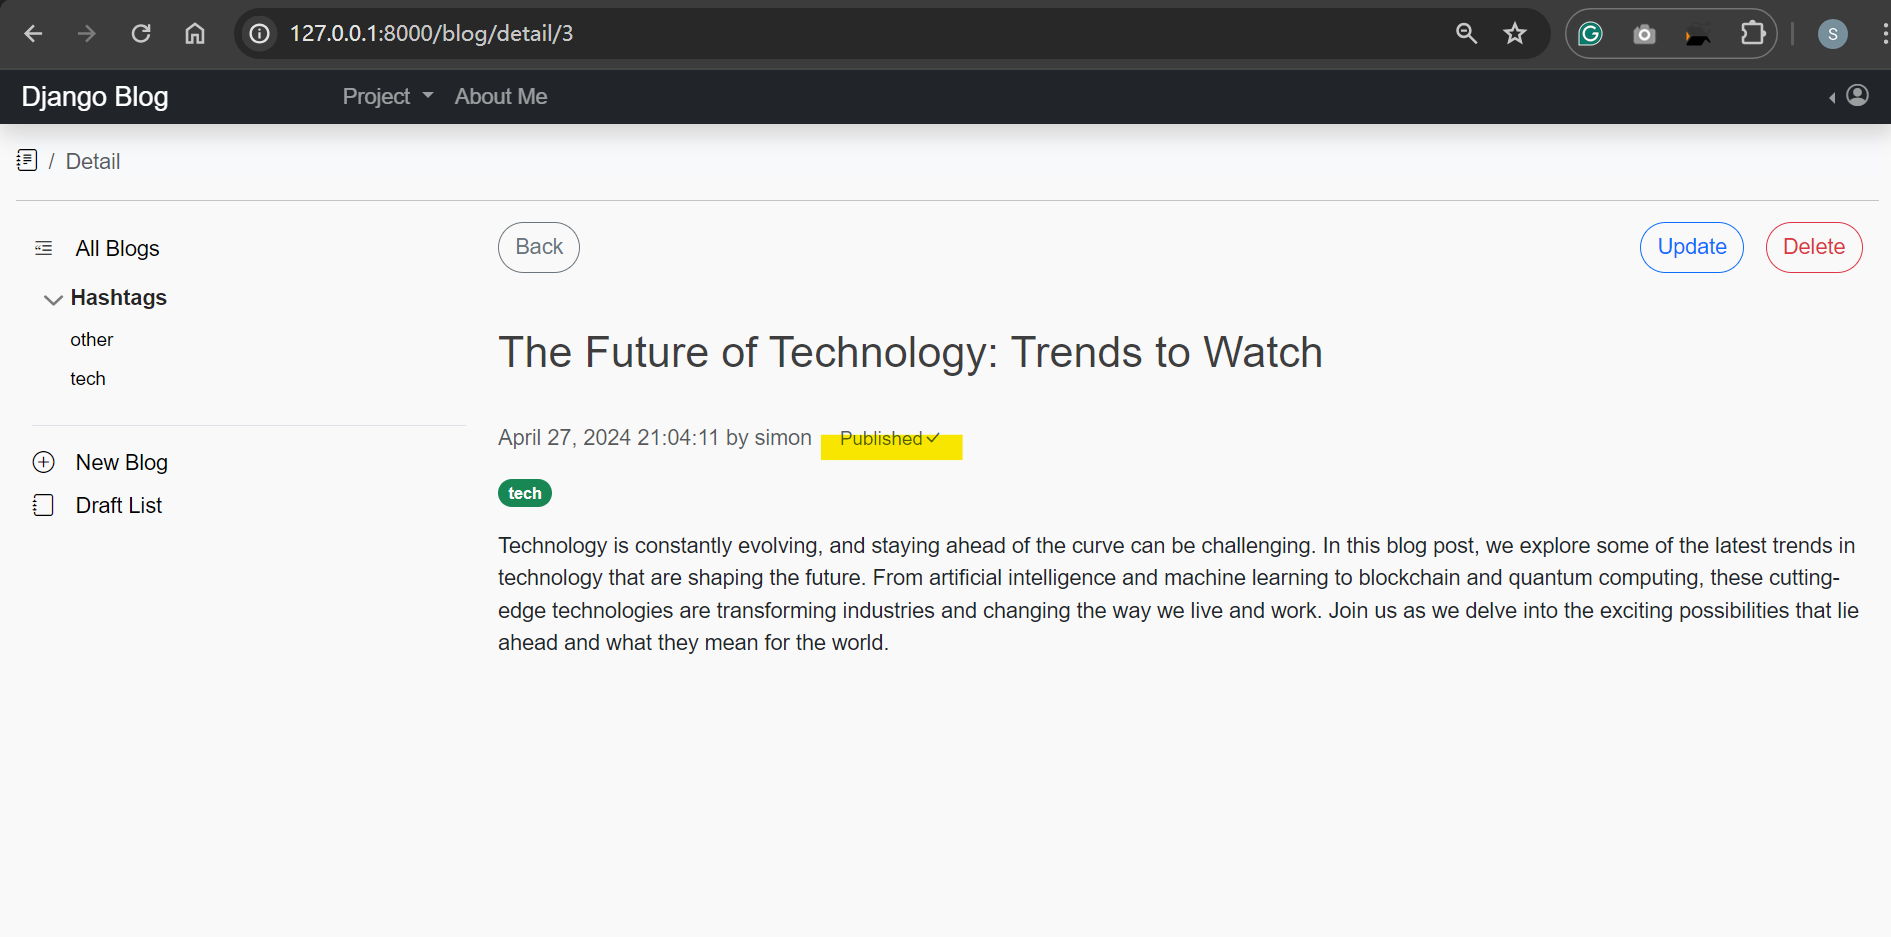 127.0.0.1:8000/blog/detail/3
S
Django Blog Project About Me
/ Detail
All Blogs
Hashtags
other
tech
New Blog
Draft List
Back Update Delete
The Future of Technology: Trends to Watch
April 27, 2024 21:04:11 by simon Published
tech
Technology is constantly evolving, and staying ahead of the curve can be challenging. In this blog post, we explore some of the latest trends in
technology that are shaping the future. From artificial intelligence and machine learning to blockchain and quantum computing, these cutting-
edge technologies are transforming industries and changing the way we live and work. Join us as we delve into the exciting possibilities that lie
ahead and what they mean for the world.